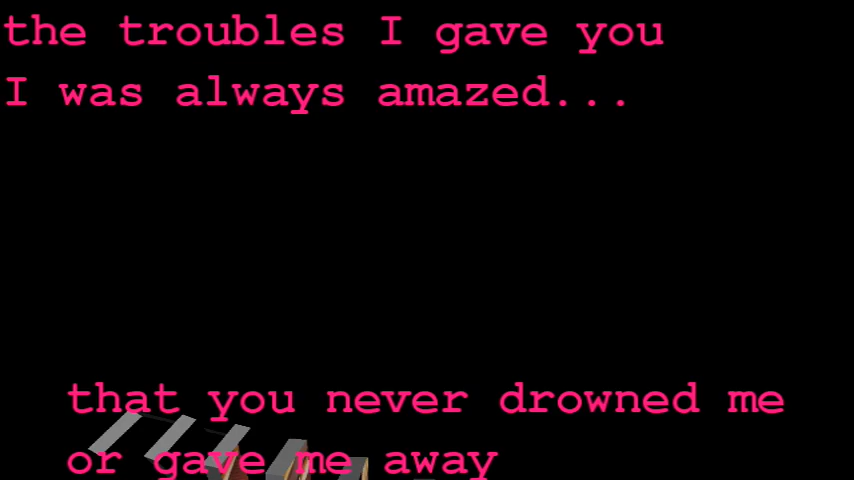 the troubles I gave you
I was always amazed...
that you never drowned me
or gave me away